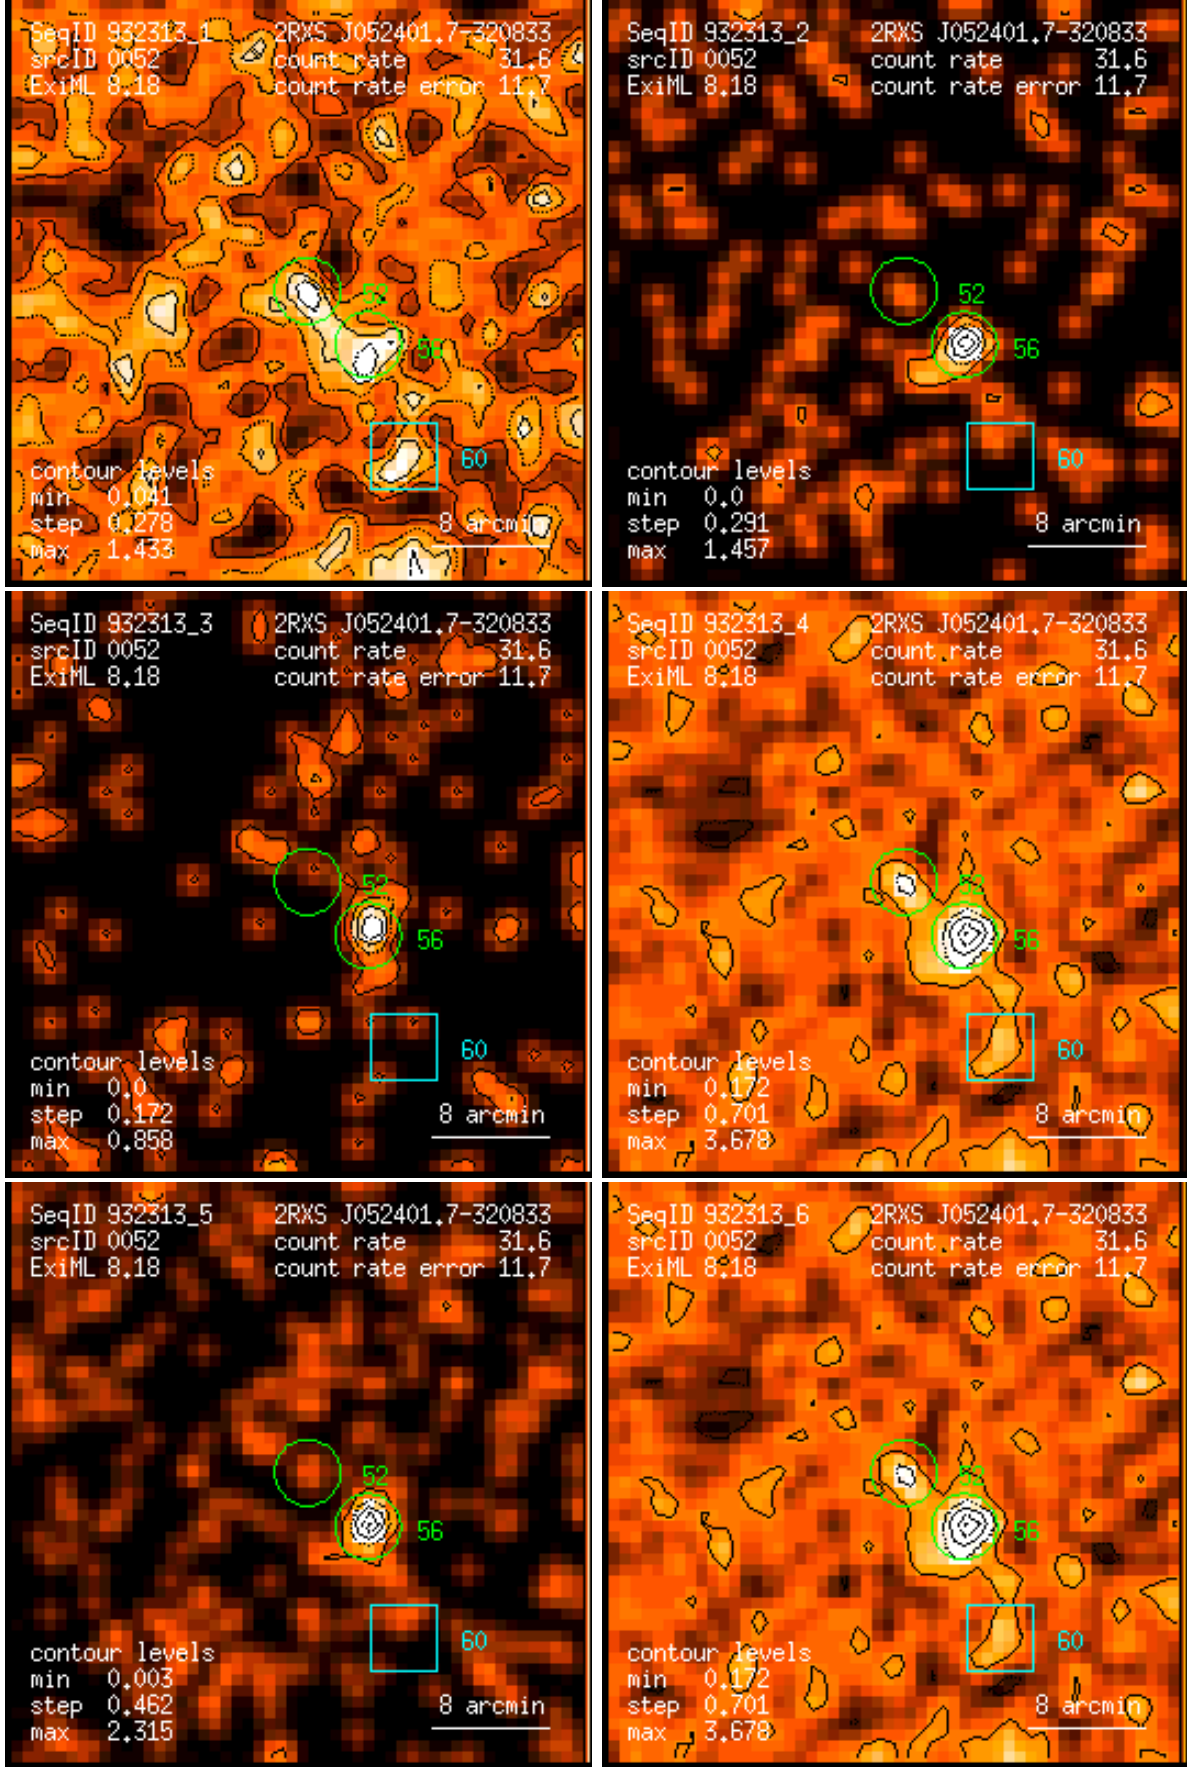 SeqID 932313_1 2RXS J052401.7-320833
srcID 0052 count rate 31.6
ExiML 8.18 count rate error 11.7
52
56
60
contour levels
min 0.041
step 0.278 8 arcmin
max 1.433
SeqID 932313_2 2RXS J052401.7-320833
srcID 0052 count rate 31.6
ExiML 8.18 count rate error 11.7
52
56
60
contour levels
min 0.0
step 0.291 8 arcmin
max 1.457
SeqID 932313_3 2RXS J052401.7-320833
srcID 0052 count rate 31.6
ExiML 8.18 count rate error 11.7
52
56
60
contour levels
min 0.0
step 0.172 8 arcmin
max 0.858
SeqID 932313_4 2RXS J052401.7-320833
srcID 0052 count rate 31.6
ExiML 8.18 count rate error 11.7
52
56
60
contour levels
min 0.172
step 0.701 8 arcmin
max 3.678
SeqID 932313_5 2RXS J052401.7-320833
srcID 0052 count rate 31.6
ExiML 8.18 count rate error 11.7
52
56
60
contour levels
min 0.003
step 0.462 8 arcmin
max 2.315
SeqID 932313_6 2RXS J052401.7-320833
srcID 0052 count rate 31.6
ExiML 8.18 count rate error 11.7
52
56
60
contour levels
min 0.172
step 0.701 8 arcmin
max 3.678